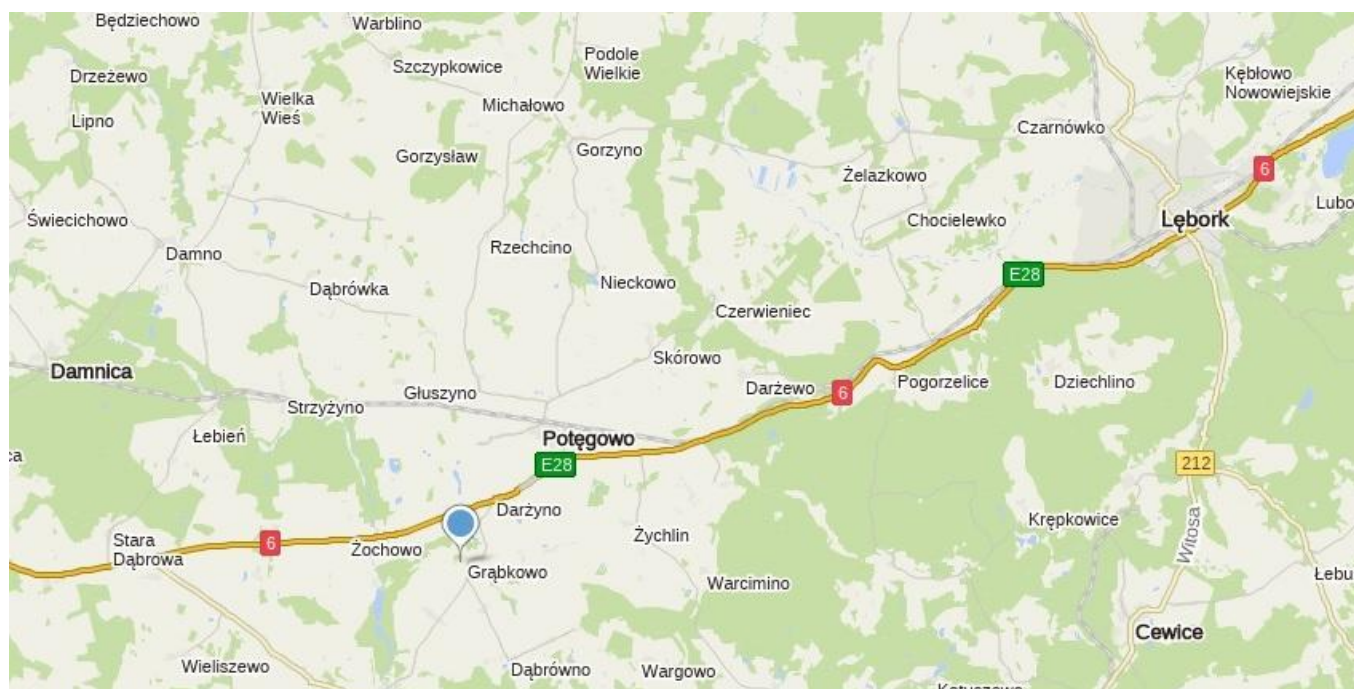 Będziechowo
Warblino
Podole
Wielkie
Szczypkowice
Drzeżewo
Kębłowo
Nowowiejskie
Wielka
Wieś
Michałowo
Lipno
Czarnówko
Gorzysław
Gorzyno
Żelazkowo
6
Świecichowo
Chocielewko
Lębork
Lubo
Damno
Rzechcino
E28
Dąbrówka
Nieckowo
Czerwieniec
Skórowo
Damnica
Głuszyno
Darżewo
6
Pogorzelice
Dziechlino
Strzyżyno
Łebień
Potęgowo
ca
E28
212
Darżyno
Krępkowice
Witosa
Stara
Dąbrowa
6
Żochowo
Żychlin
Grąbkowo
Warcimino
Łebu
Cewice
Wieliszewo
Dąbrówno
Wargowo